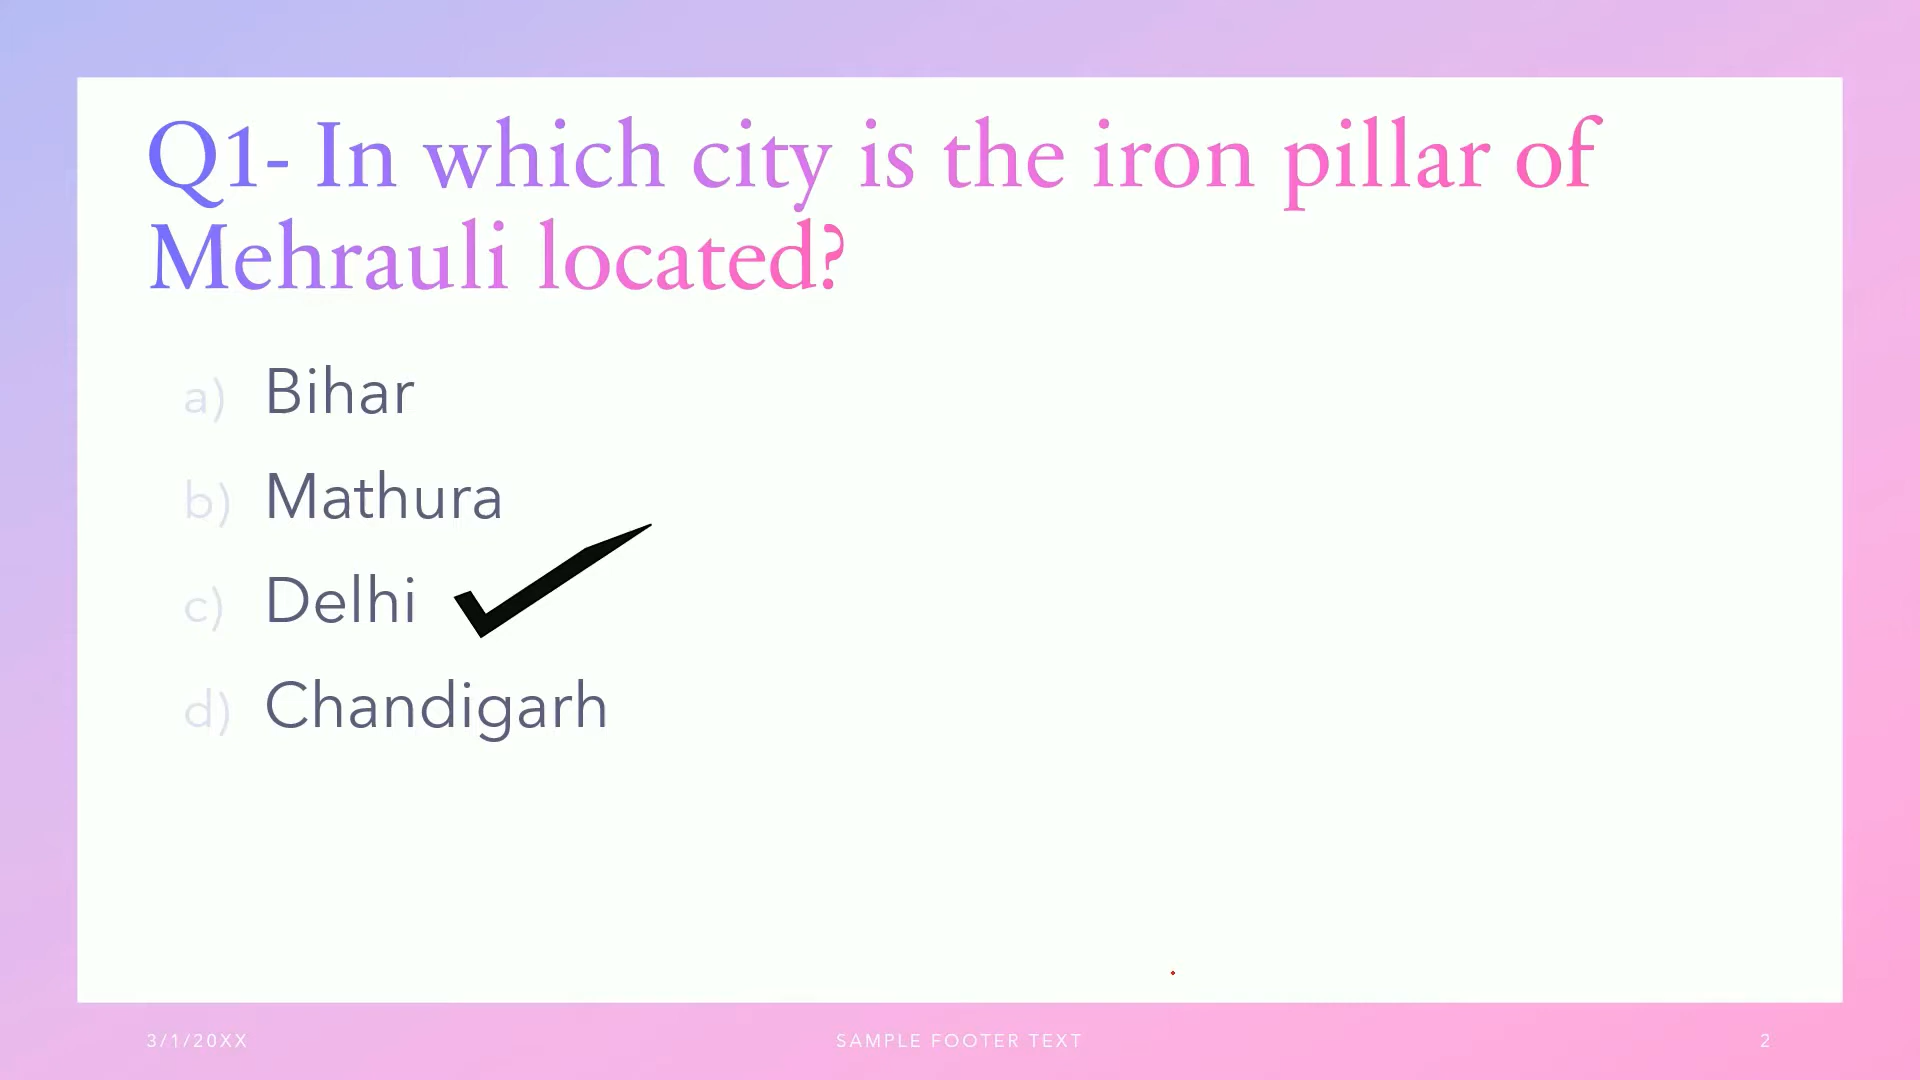 Q1- In which city is the iron pillar of
Mehrauli located?
a) Bihar
b) Mathura
c) Delhi
d) Chandigarh
3/1/20XX
SAMPLE FOOTER TEXT
2